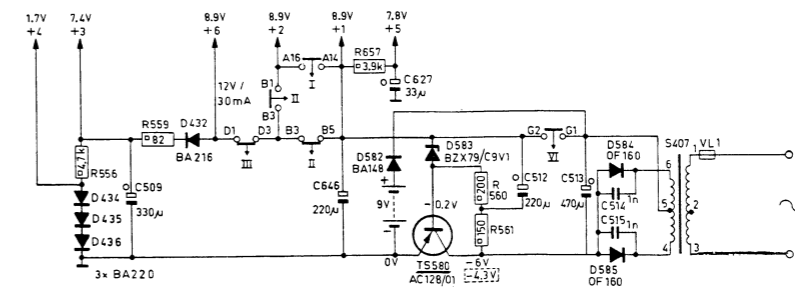 1.7V 7.4V 8.9V 8.9V 8.9V 7.8V
+4 +3 +6 +2 +1 +5
R657
3,9k
A16 A14
I
C627
33µ
12V/
30mA
B1
II
B3
R559
82
D432
BA216
D1 D3
III
B3 B5
II
D583
BZX79/C9V1
G2 G1
VI
D584
OF160
S407
VL1
4,7k
R556
C509
330µ
D434
D435
D436
3x BA220
D582
BA148
C646
220µ
+
9V
-
0V
-0,2V
200
R
560
C512
220µ
C513
470µ
150
R561
C514
1n
C515
1n
6
5
4
1
2
3
TS580
AC128/01
-6V
-4,3V
D585
OF160